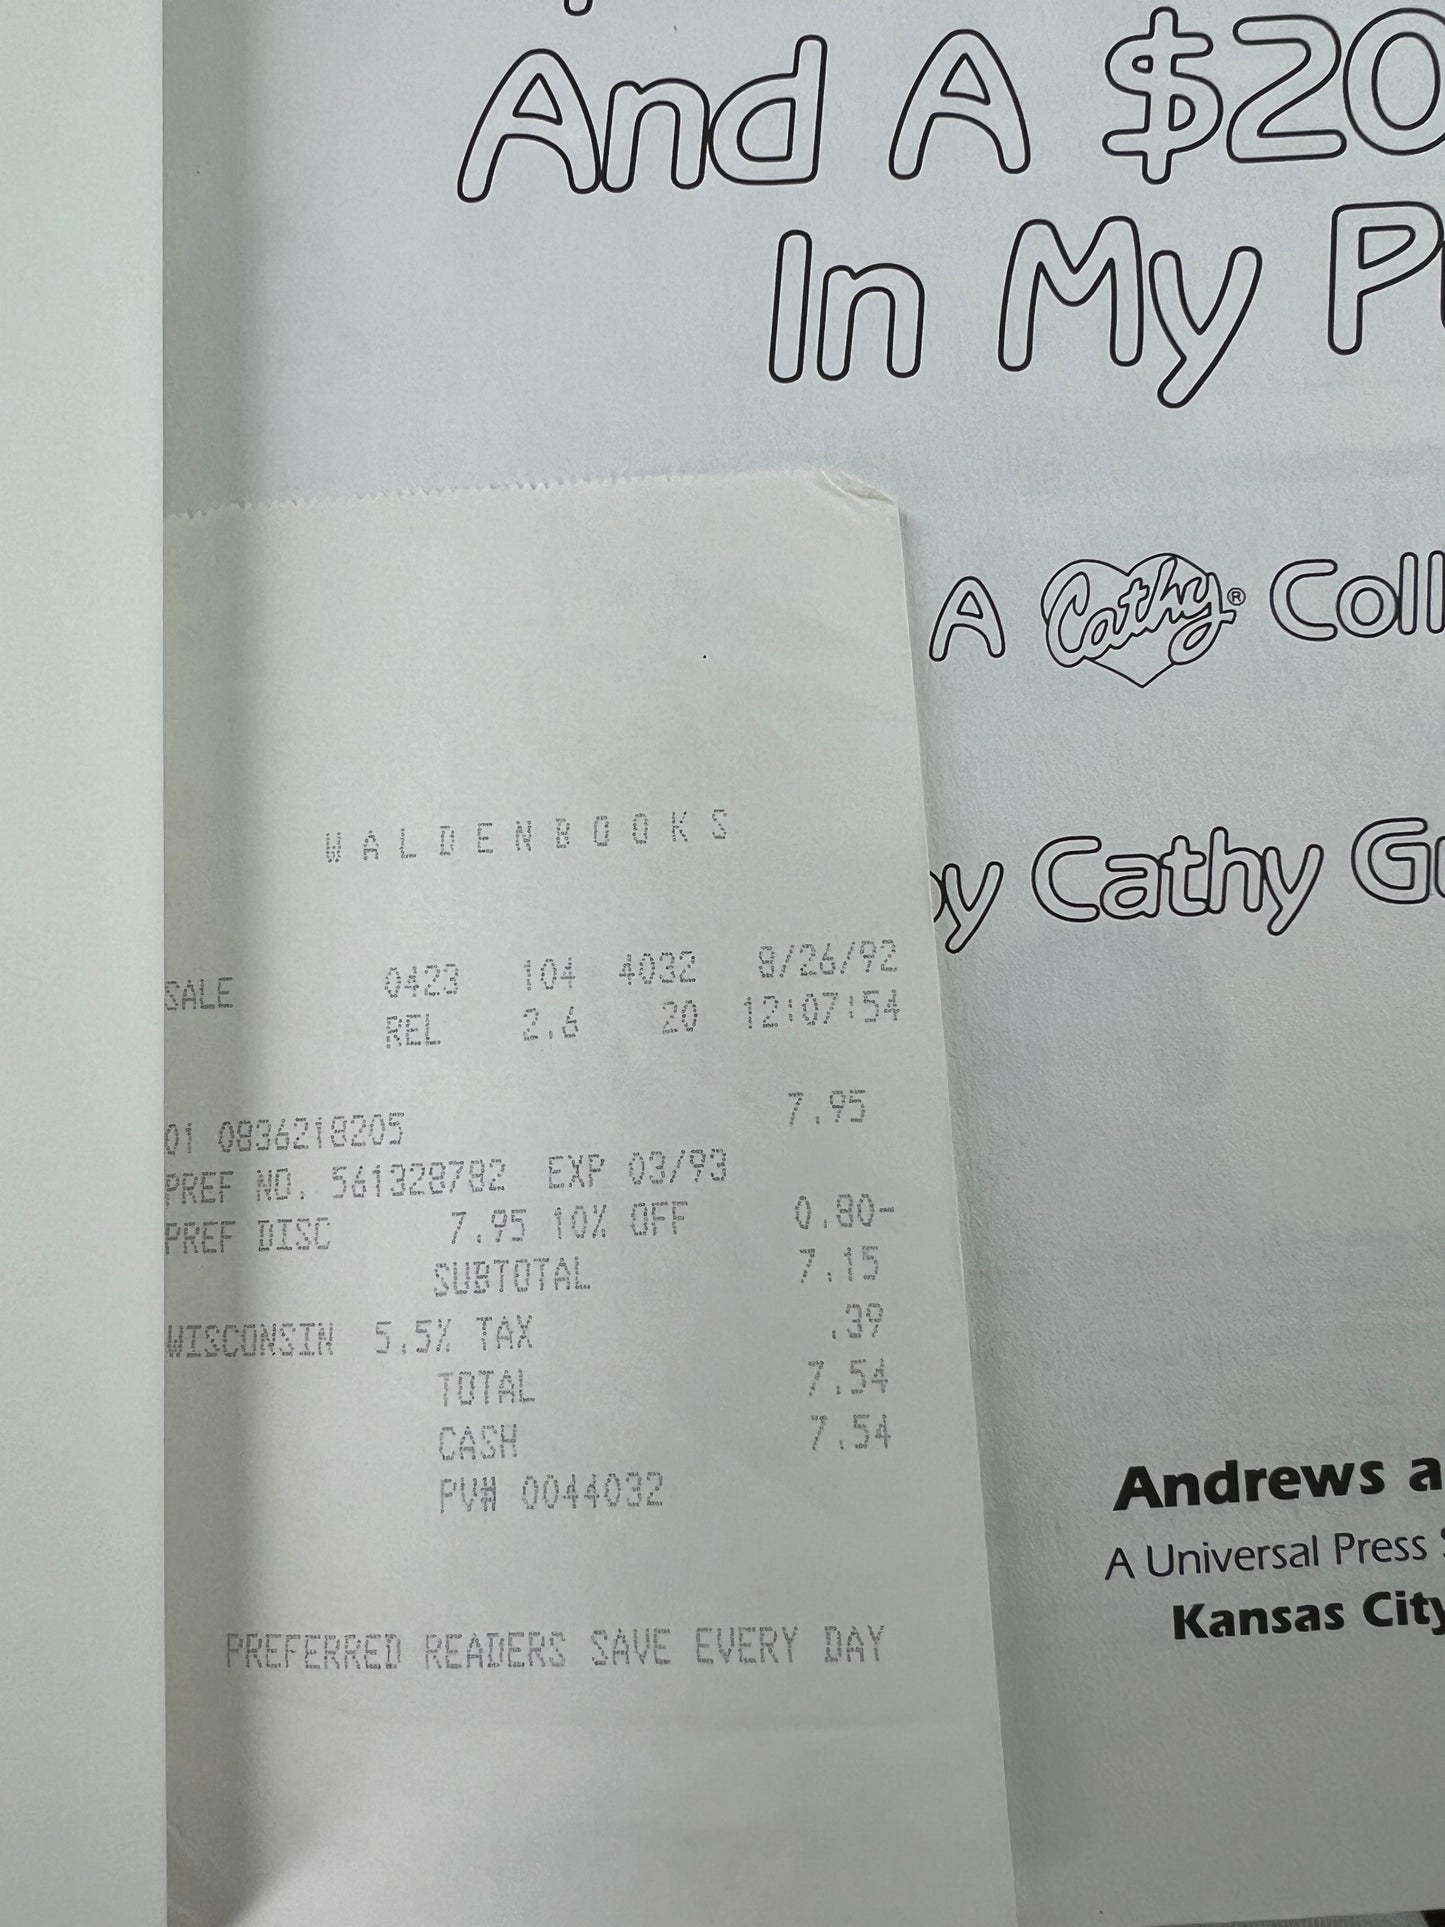 And A $20
In My P
A Cathy® Coll
by Cathy G
WALDENBOOKS
SALE 0423 104 4032 8/26/92
REL 2.6 20 12:07:54
01 0836218205 7.95
PREF NO. 561328782 EXP 03/93
PREF DISC 7.95 10% OFF 0.80-
SUBTOTAL 7.15
WISCONSIN 5.5% TAX .39
TOTAL 7.54
CASH 7.54
PV# 0044032
PREFERRED READERS SAVE EVERY DAY
Andrews a
A Universal Press
Kansas City